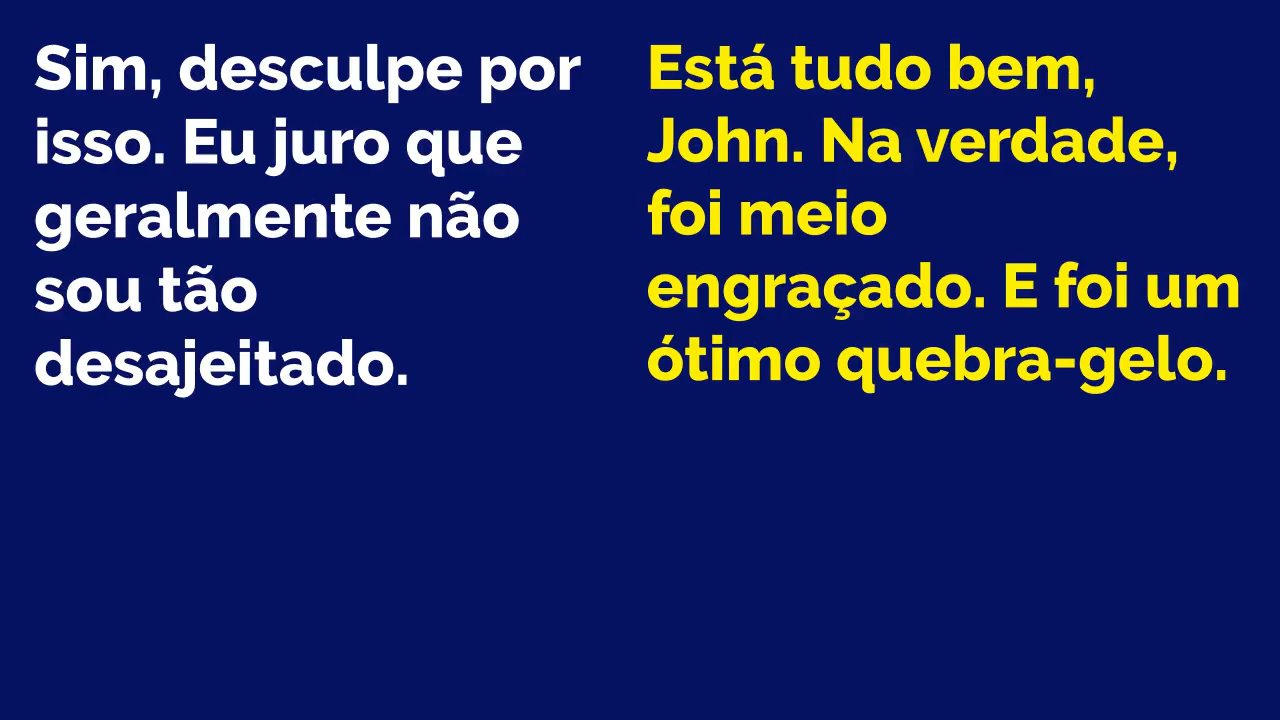 Sim, desculpe por
isso. Eu juro que
geralmente não
sou tão
desajeitado.
Está tudo bem,
John. Na verdade,
foi meio
engraçado. E foi um
ótimo quebra-gelo.